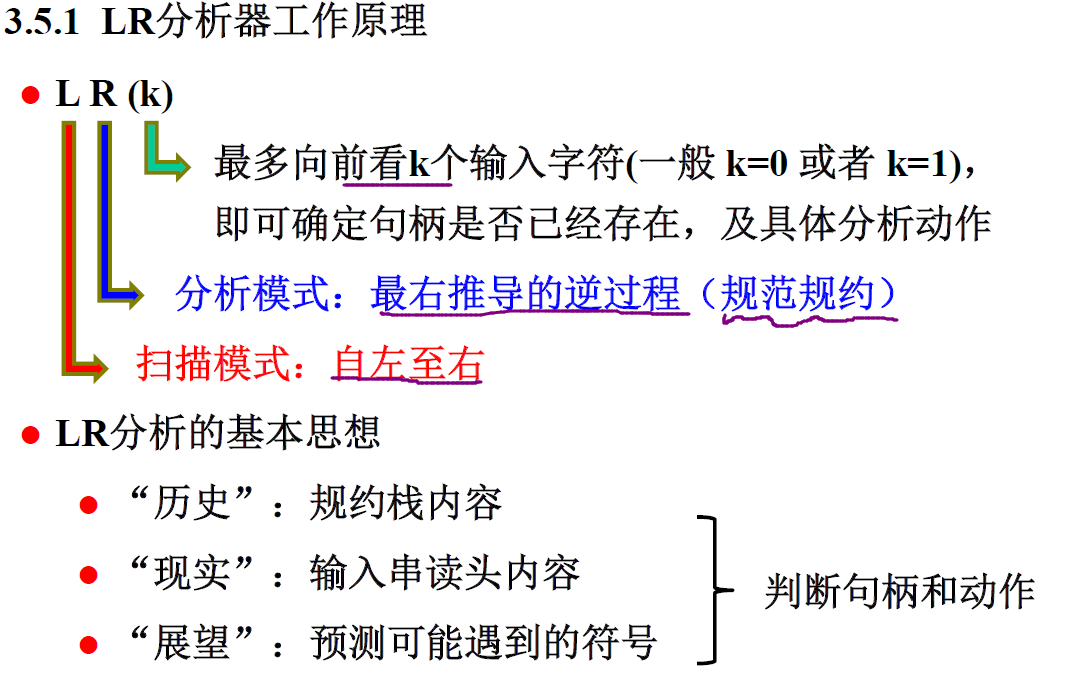 3.5.1 LR分析器工作原理
L R (k)
最多向前看k个输入字符(一般 k=0 或者 k=1)，
即可确定句柄是否已经存在，及具体分析动作
分析模式：最右推导的逆过程（规范规约）
扫描模式：自左至右
LR分析的基本思想
“历史”：规约栈内容
“现实”：输入串读头内容
“展望”：预测可能遇到的符号
判断句柄和动作